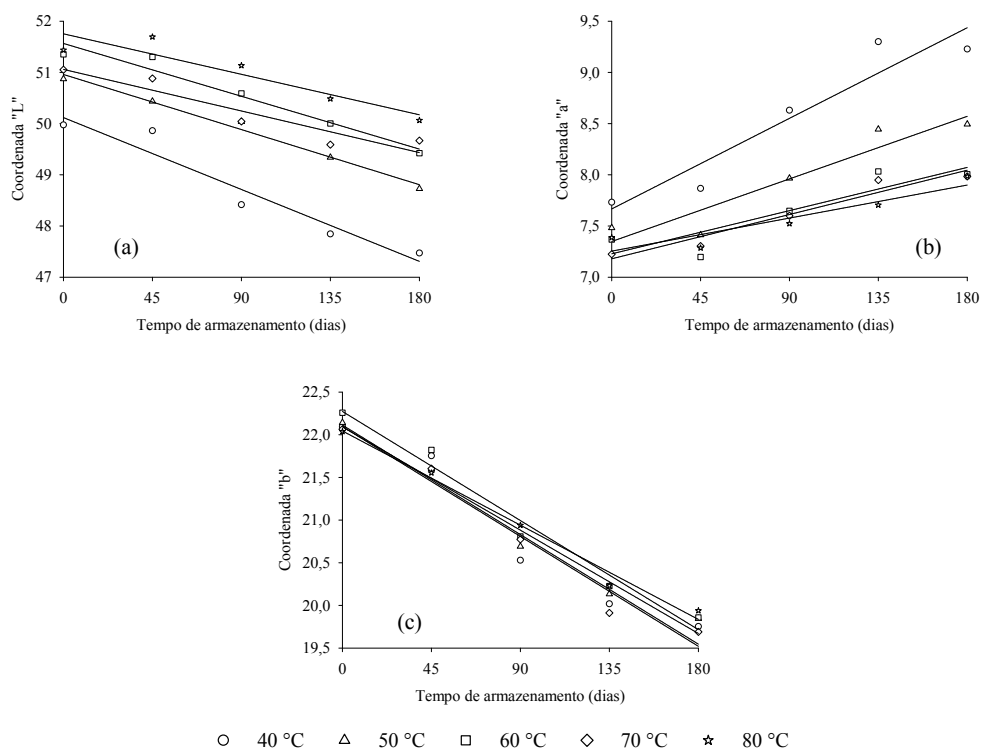 52
51
50
49
48
47
Coordenada "L"
(a)
0 45 90 135 180
Tempo de armazenamento (dias)
9,5
9,0
8,5
8,0
7,5
7,0
Coordenada "a"
(b)
0 45 90 135 180
Tempo de armazenamento (dias)
22,5
22,0
21,5
21,0
20,5
20,0
19,5
Coordenada "b"
(c)
0 45 90 135 180
Tempo de armazenamento (dias)
40 °C 50 °C 60 °C 70 °C 80 °C